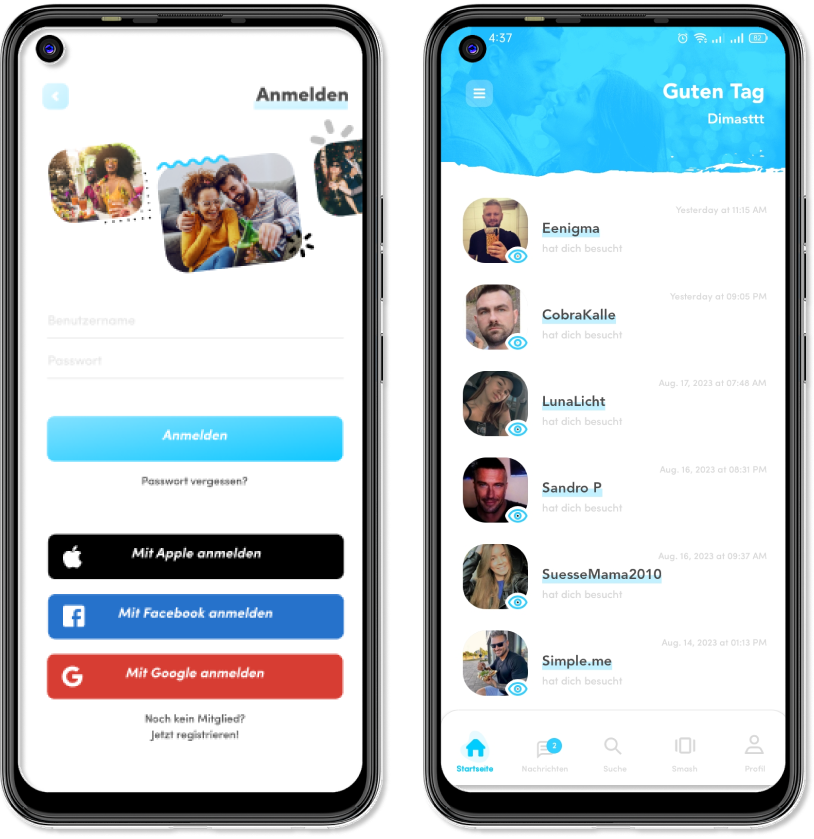 Anmelden
Benutzername
Passwort
Anmelden
Passwort vergessen?
Mit Apple anmelden
Mit Facebook anmelden
Mit Google anmelden
Noch kein Mitglied?
Jetzt registrieren!
4:37
82
Guten Tag
Dimasttt
Yesterday at 11:15 AM
Eenigma
hat dich besucht
Yesterday at 09:05 PM
CobraKalle
hat dich besucht
Aug. 17, 2023 at 07:48 AM
LunaLicht
hat dich besucht
Aug. 16, 2023 at 08:31 PM
Sandro P
hat dich besucht
Aug. 16, 2023 at 09:37 AM
SuesseMama2010
hat dich besucht
Aug. 14, 2023 at 01:13 PM
Simple.me
hat dich besucht
2
Startseite Nachrichten Suche Smash Profil